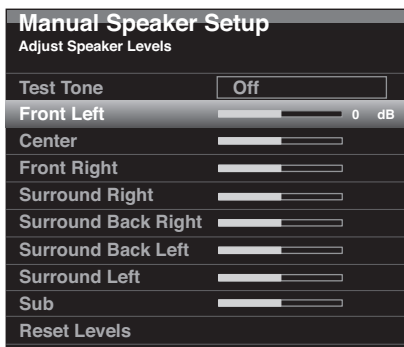 Manual Speaker Setup
Adjust Speaker Levels
Test Tone Off
Front Left 0 dB
Center
Front Right
Surround Right
Surround Back Right
Surround Back Left
Surround Left
Sub
Reset Levels